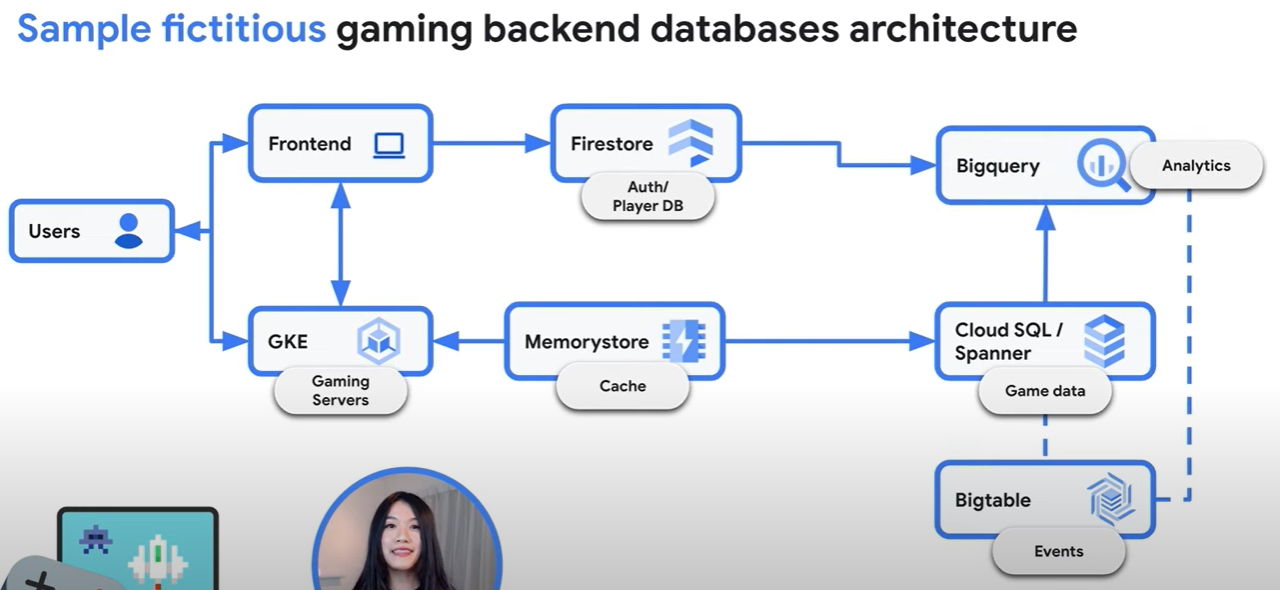 Sample fictitious gaming backend databases architecture
Frontend
Firestore
Auth/
Player DB
Bigquery
Analytics
Users
GKE
Gaming
Servers
Memorystore
Cache
Cloud SQL /
Spanner
Game data
Bigtable
Events